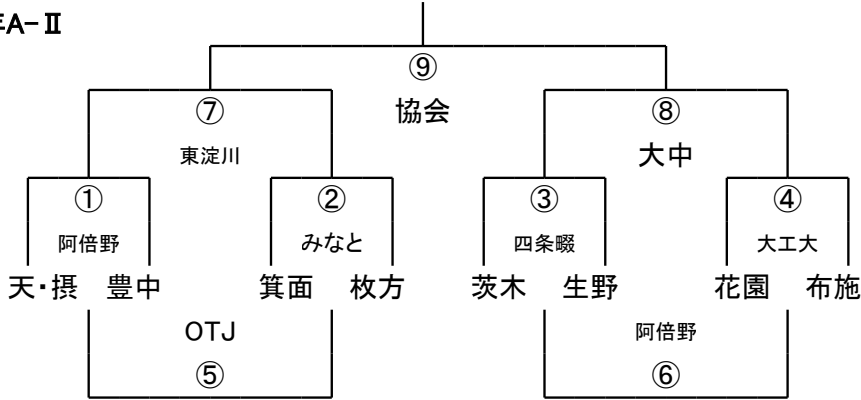 A-Ⅱ
⑨
協会
⑦ ⑧
東淀川 大中
① ② ③ ④
阿倍野 みなと 四条畷 大工大
天・摂 豊中 箕面 枚方 茨木 生野 花園 布施
OTJ 阿倍野
⑤ ⑥